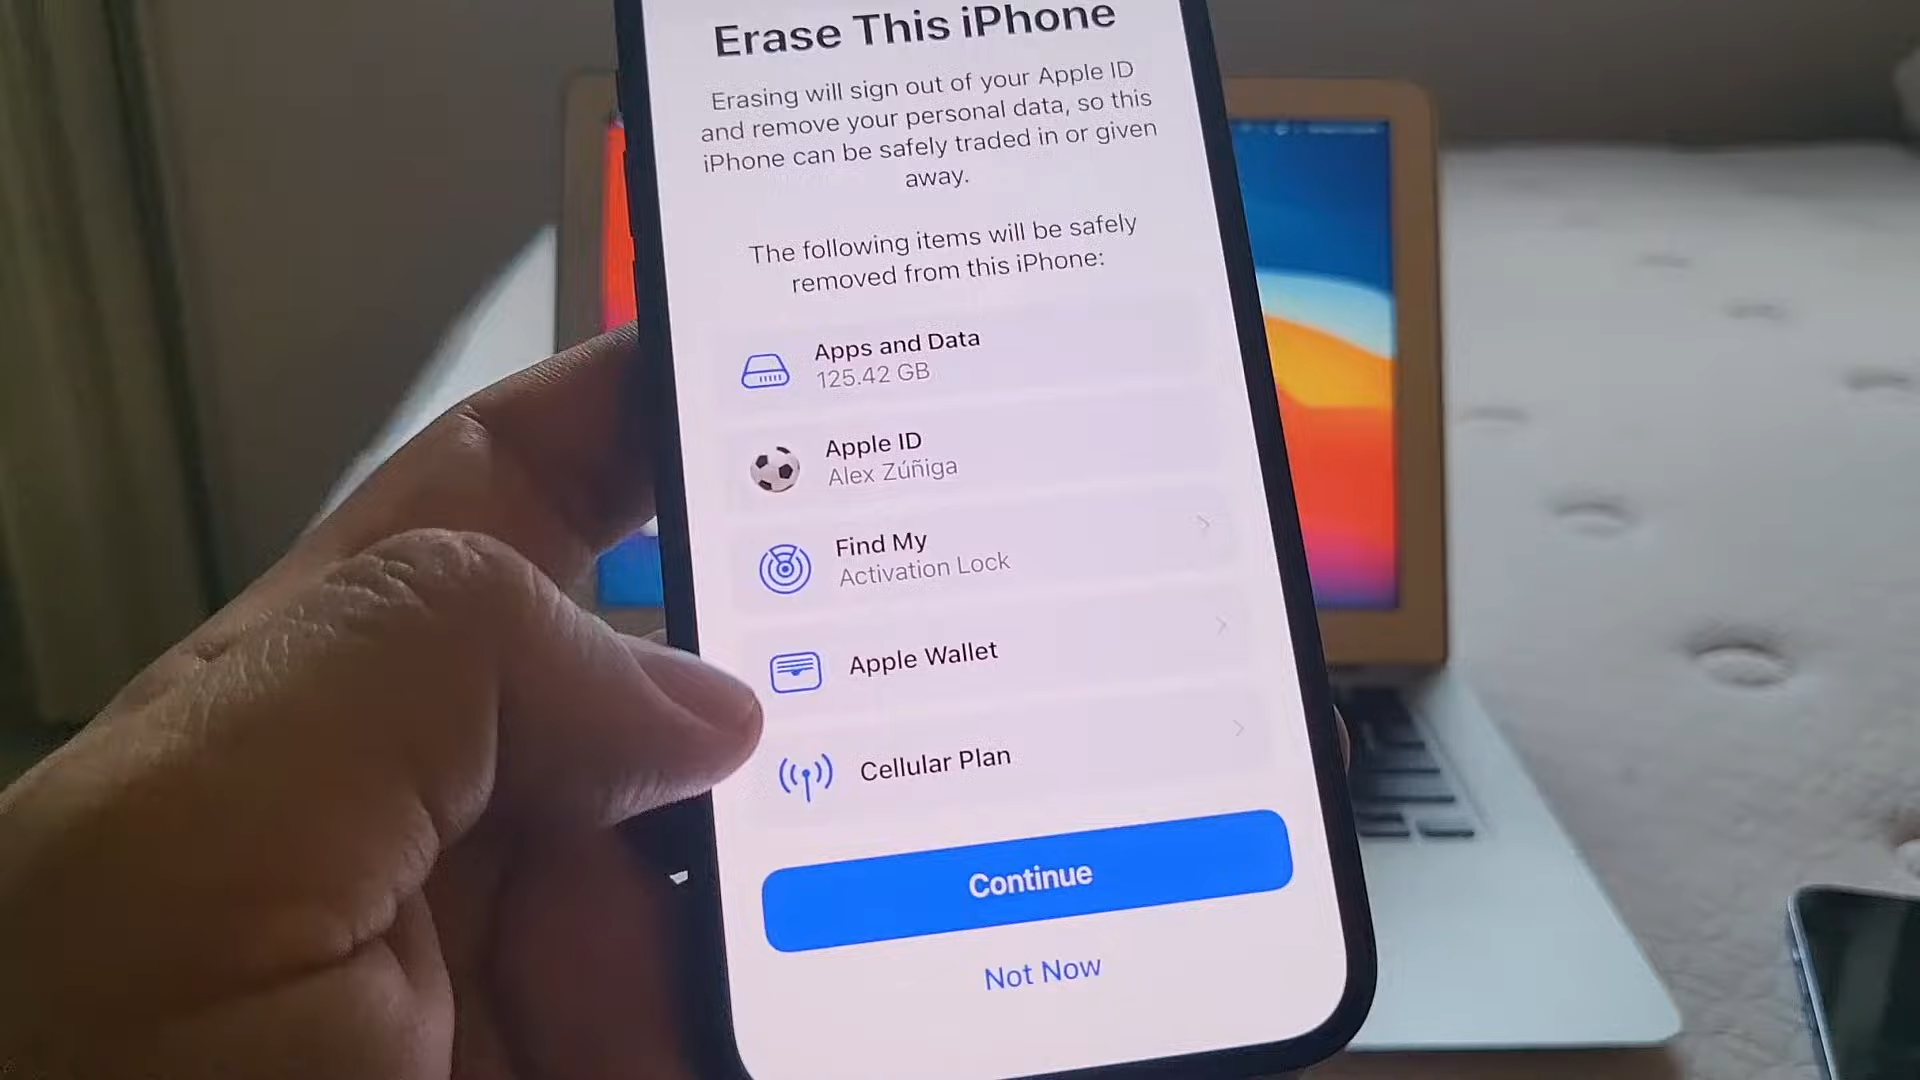 Erase This iPhone
Erasing will sign out of your Apple ID
and remove your personal data, so this
iPhone can be safely traded in or given
away.
The following items will be safely
removed from this iPhone:
Apps and Data
125.42 GB
Apple ID
Alex Zúñiga
Find My
Activation Lock
Apple Wallet
Cellular Plan
Continue
Not Now